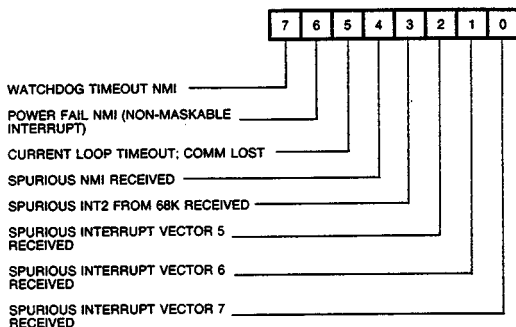 7 6 5 4 3 2 1 0
WATCHDOG TIMEOUT NMI
POWER FAIL NMI (NON-MASKABLE
INTERRUPT)
CURRENT LOOP TIMEOUT; COMM LOST
SPURIOUS NMI RECEIVED
SPURIOUS INT2 FROM 68K RECEIVED
SPURIOUS INTERRUPT VECTOR 5
RECEIVED
SPURIOUS INTERRUPT VECTOR 6
RECEIVED
SPURIOUS INTERRUPT VECTOR 7
RECEIVED